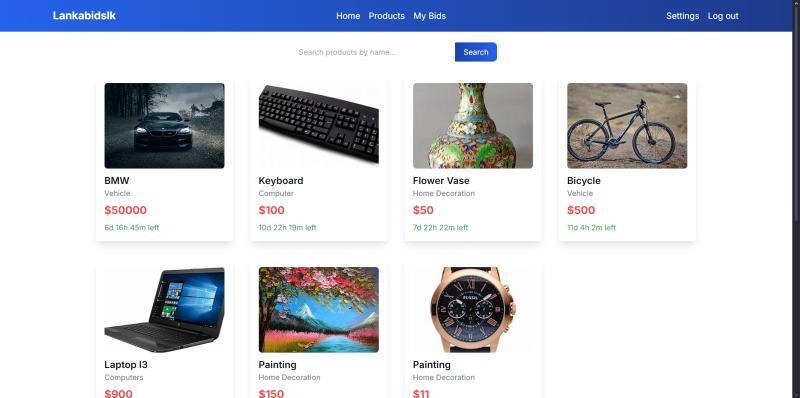 Lankabidslk
Home Products My Bids
Settings Log out
Search products by name...
Search
BMW
Vehicle
$50000
6d 16h 45m left
Keyboard
Computer
$100
10d 22h 19m left
Flower Vase
Home Decoration
$50
7d 22h 22m left
Bicycle
Vehicle
$500
11d 4h 2m left
Laptop I3
Computers
$900
Painting
Home Decoration
$150
FOSSIL
Painting
Home Decoration
$11